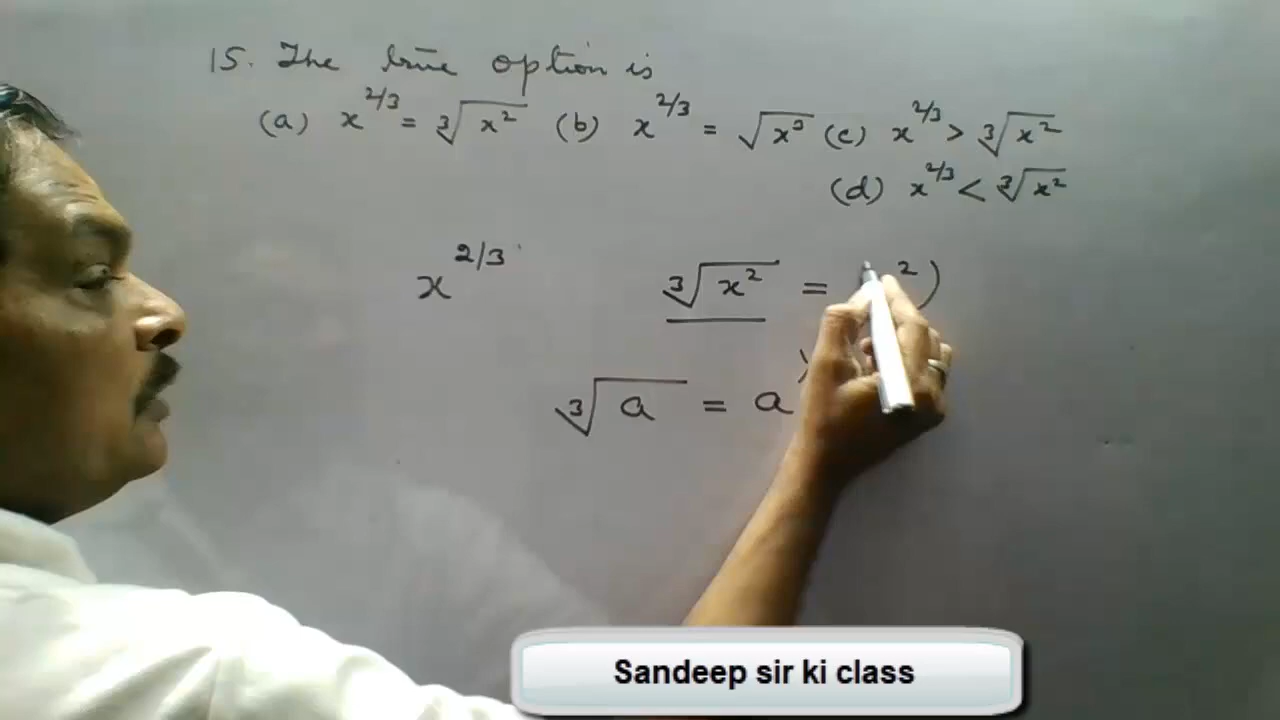 15. The true option is
(a) x^2/3 = ∛x² (b) x^2/3 = √x³ (c) x^2/3 > ∛x²
(d) x^2/3 < ∛x²
x^2/3 ∛x² = ²)
∛a = a
Sandeep sir ki class